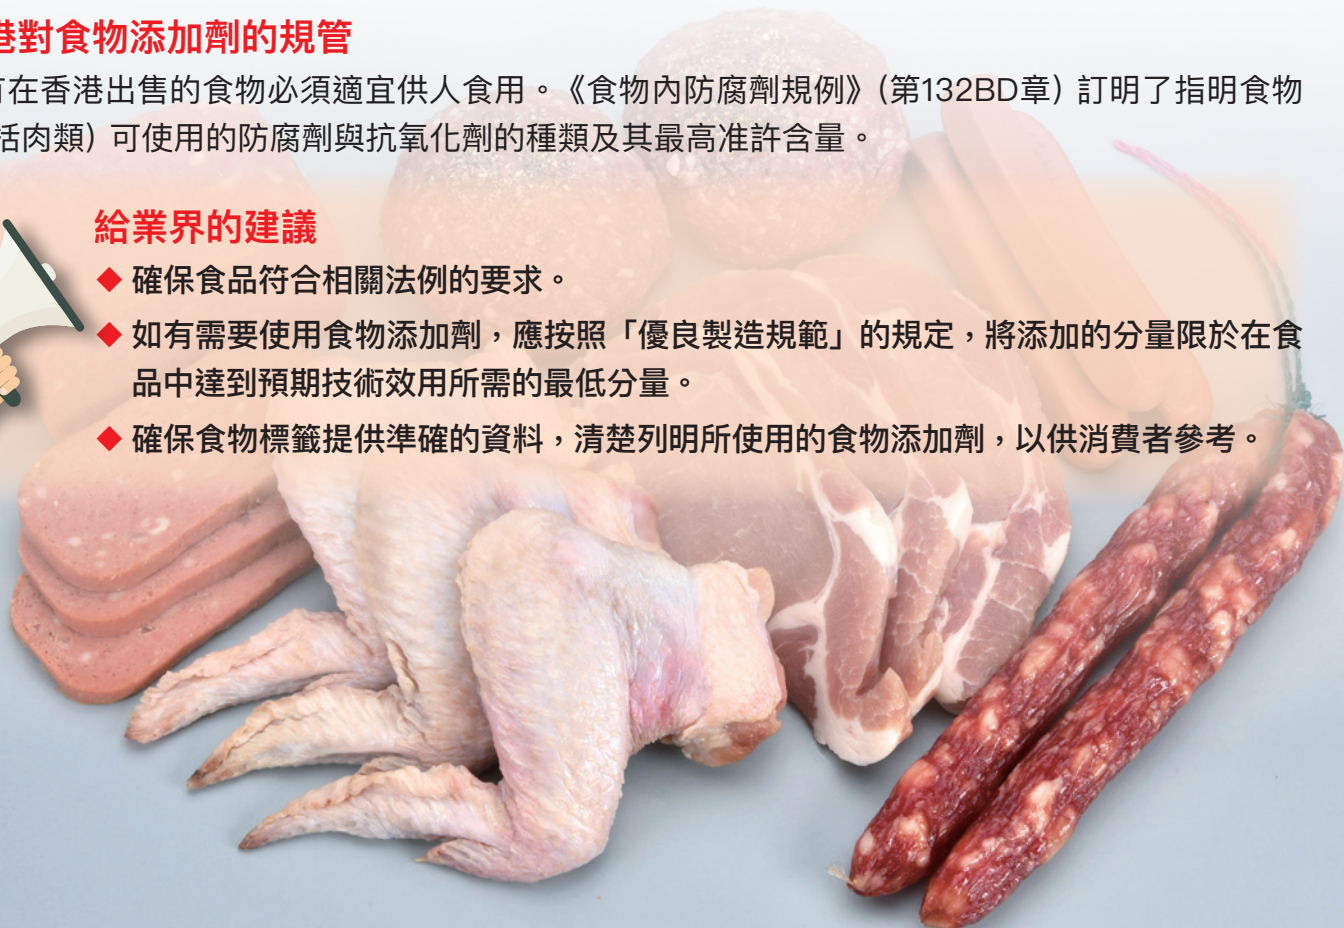 港對食物添加劑的規管
有在香港出售的食物必須適宜供人食用。《食物內防腐劑規例》(第132BD章) 訂明了指明食物
括肉類) 可使用的防腐劑與抗氧化劑的種類及其最高准許含量。
給業界的建議
◆ 確保食品符合相關法例的要求。
◆ 如有需要使用食物添加劑，應按照「優良製造規範」的規定，將添加的分量限於在食
品中達到預期技術效用所需的最低分量。
◆ 確保食物標籤提供準確的資料，清楚列明所使用的食物添加劑，以供消費者參考。